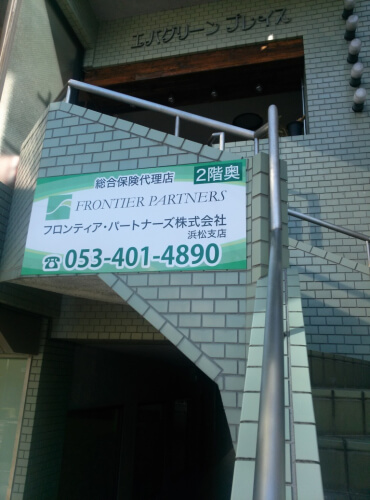 エバグリーン プレイス
総合保険代理店 2階奥
FRONTIER PARTNERS
フロンティア・パートナーズ株式会社
浜松支店
☎053-401-4890